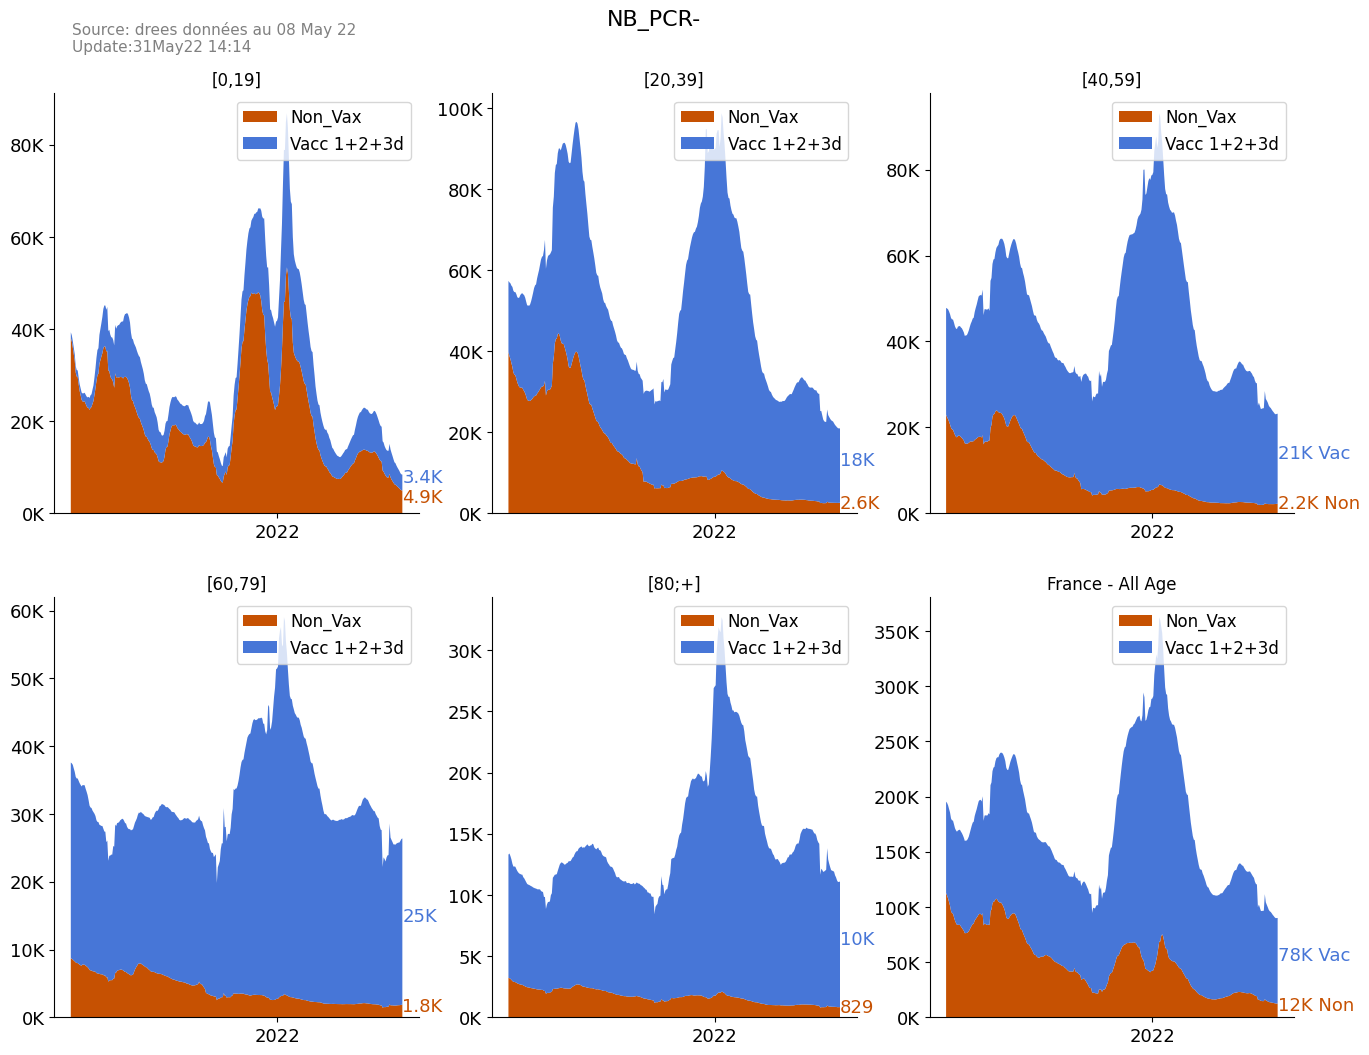 NB_PCR-
Source: drees données au 08 May 22
Update:31May22 14:14
[0,19]
Non_Vax
Vacc 1+2+3d
80K
60K
40K
20K
0K
3.4K
4.9K
2022
[20,39]
Non_Vax
Vacc 1+2+3d
100K
80K
60K
40K
20K
0K
18K
2.6K
2022
[40,59]
Non_Vax
Vacc 1+2+3d
80K
60K
40K
20K
0K
21K Vac
2.2K Non
2022
[60,79]
Non_Vax
Vacc 1+2+3d
60K
50K
40K
30K
20K
10K
0K
25K
1.8K
2022
[80;+]
Non_Vax
Vacc 1+2+3d
30K
25K
20K
15K
10K
5K
0K
10K
829
2022
France - All Age
Non_Vax
Vacc 1+2+3d
350K
300K
250K
200K
150K
100K
50K
0K
78K Vac
12K Non
2022